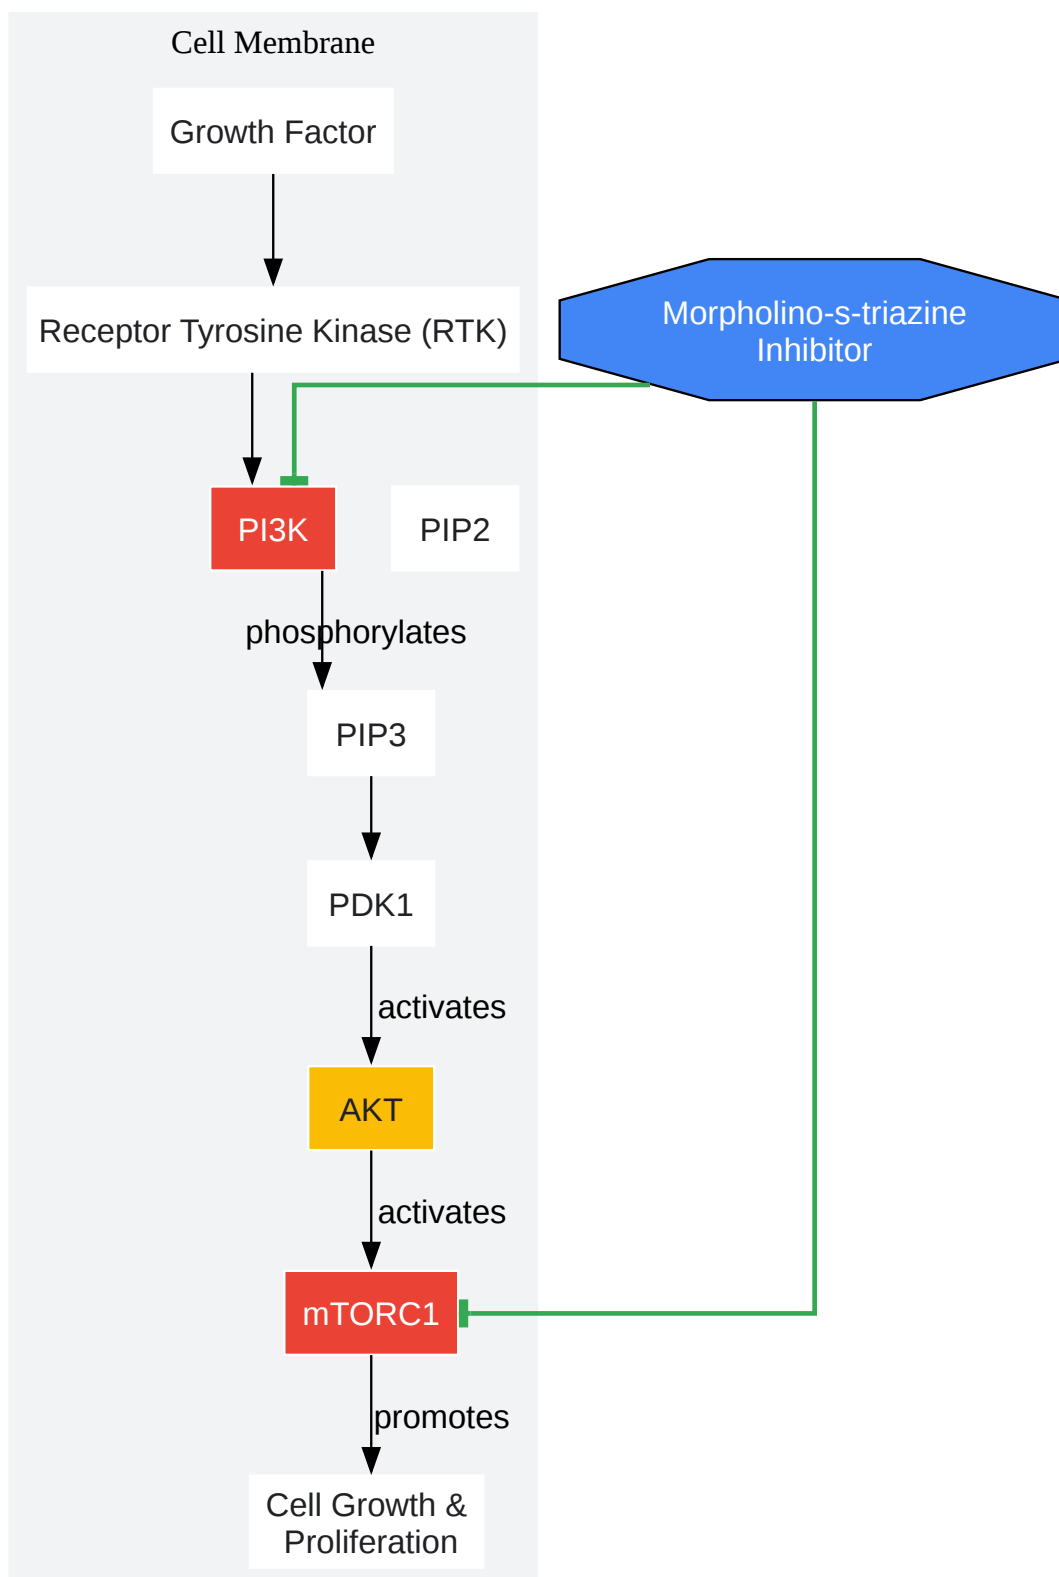 Cell Membrane
Growth Factor
Receptor Tyrosine Kinase (RTK)
Morpholino-s-triazine
Inhibitor
PI3K
PIP2
phosphorylates
PIP3
PDK1
activates
AKT
activates
mTORC1
promotes
Cell Growth &
Proliferation